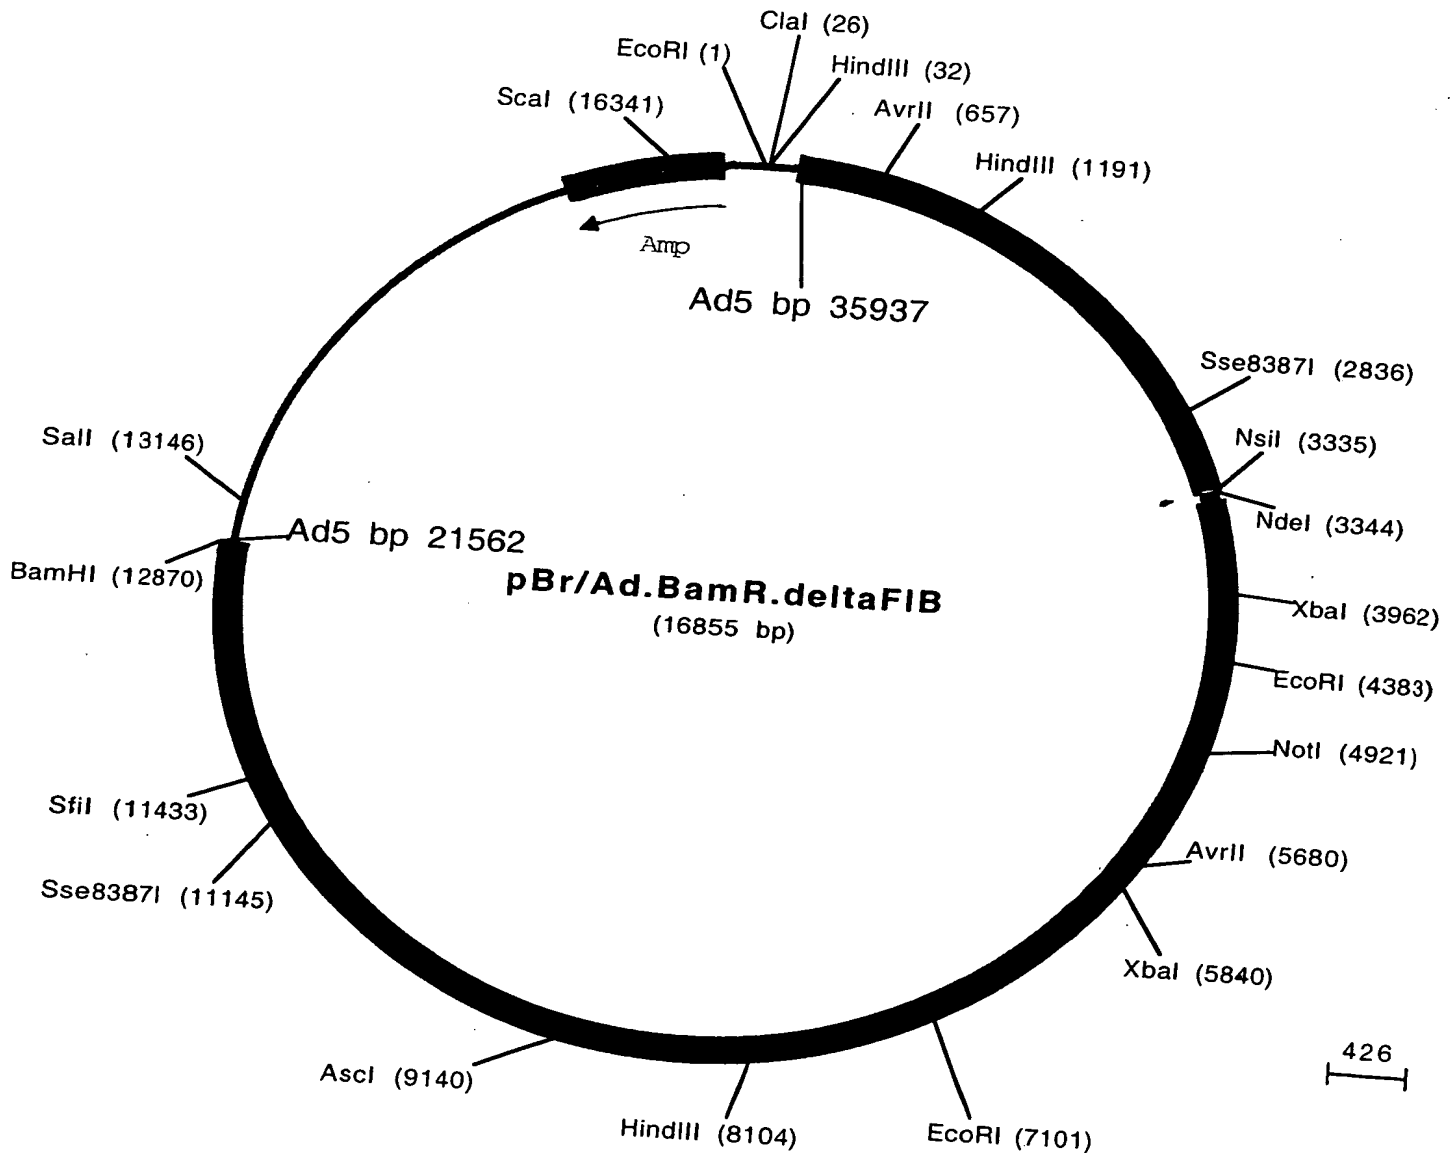 ClaI (26)
EcoRI (1)
HindIII (32)
ScaI (16341)
AvrII (657)
HindIII (1191)
Amp
Ad5 bp 35937
Sse8387I (2836)
SalI (13146)
NsiI (3335)
NdeI (3344)
Ad5 bp 21562
BamHI (12870)
pBr/Ad.BamR.deltaFIB
(16855 bp)
XbaI (3962)
EcoRI (4383)
NotI (4921)
SfiI (11433)
AvrII (5680)
Sse8387I (11145)
XbaI (5840)
426
AscI (9140)
HindIII (8104)
EcoRI (7101)